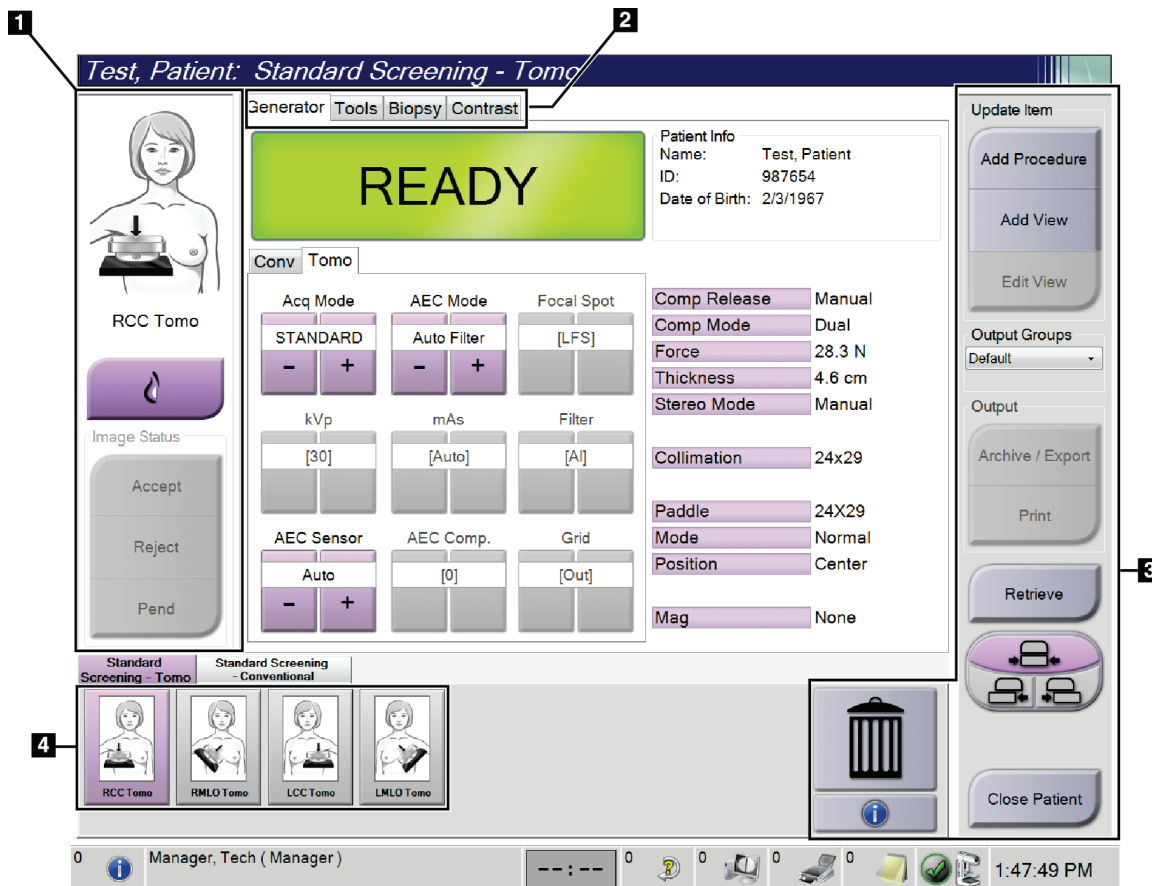 1
2
Test, Patient: Standard Screening - Tomo
Generator Tools Biopsy Contrast
READY
Patient Info
Name: Test, Patient
ID: 987654
Date of Birth: 2/3/1967
Update Item
Add Procedure
Add View
Edit View
RCC Tomo
Conv Tomo
Acq Mode AEC Mode Focal Spot
STANDARD Auto Filter [LFS]
- + - +
kVp mAs Filter
[30] [Auto] [Al]
AEC Sensor AEC Comp. Grid
Auto [0] [Out]
- +
Comp Release Manual
Comp Mode Dual
Force 28.3 N
Thickness 4.6 cm
Stereo Mode Manual
Collimation 24x29
Paddle 24X29
Mode Normal
Position Center
Mag None
Image Status
Accept
Reject
Pend
Output Groups
Default
Output
Archive / Export
Print
3
Retrieve
Close Patient
Standard
Screening - Tomo
Standard Screening
- Conventional
4
RCC Tomo RMLO Tomo LCC Tomo LMLO Tomo
i
0 i Manager, Tech ( Manager ) --:-- 0 ? 0 0 0 1:47:49 PM